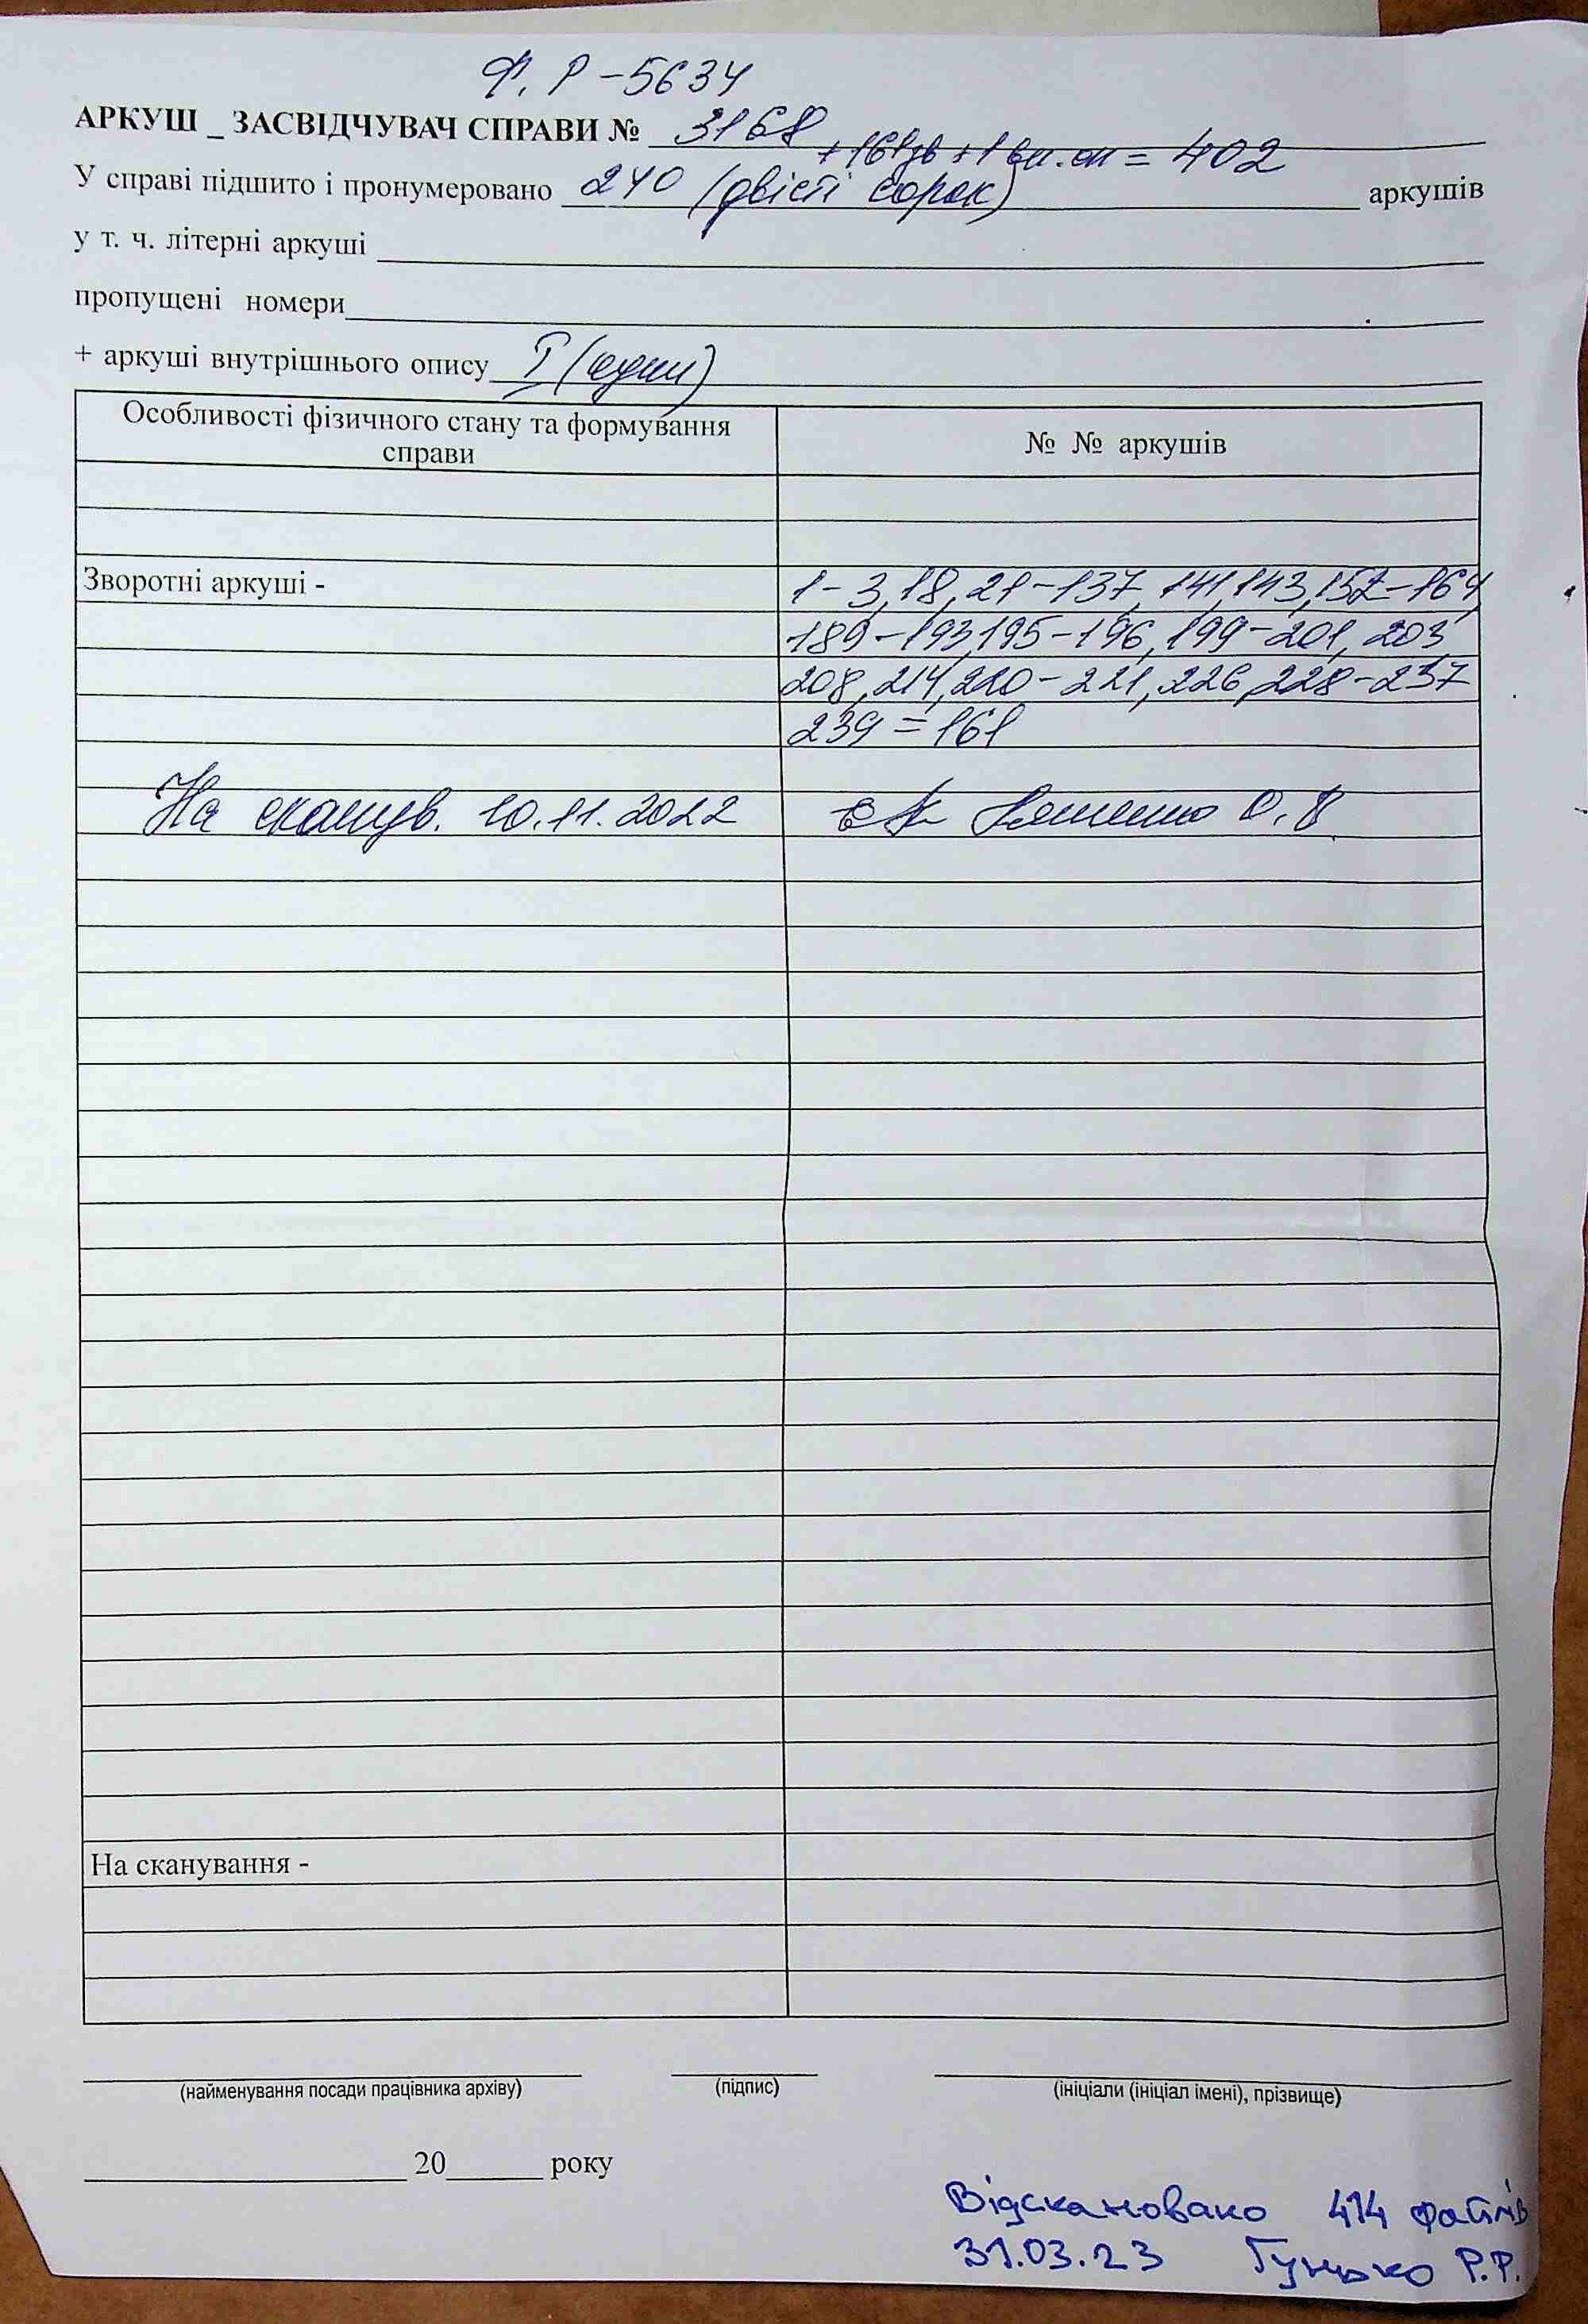 Ф. Р-5634
АРКУШ _ ЗАСВІДЧУВАЧ СПРАВИ № 3168
+161зв +1вн.оп = 402
У справі підшито і пронумеровано 240 (двісті сорок) аркушів
у т. ч. літерні аркуші
пропущені номери
+ аркуші внутрішнього опису I (один)
Особливості фізичного стану та формування справи
№ № аркушів
Зворотні аркуші -
1-3,18,21-137,141,143,157-164,
189-193,195-196,199-201,203,
208,214,220-221,226,228-237
239 = 161
На сканув. 10.11.2022 О.В.
На сканування -
(найменування посади працівника архіву) (підпис) (ініціали (ініціал імені), прізвище)
20 року
Відскановано 414 файлів
31.03.23 Гунько Р.Р.